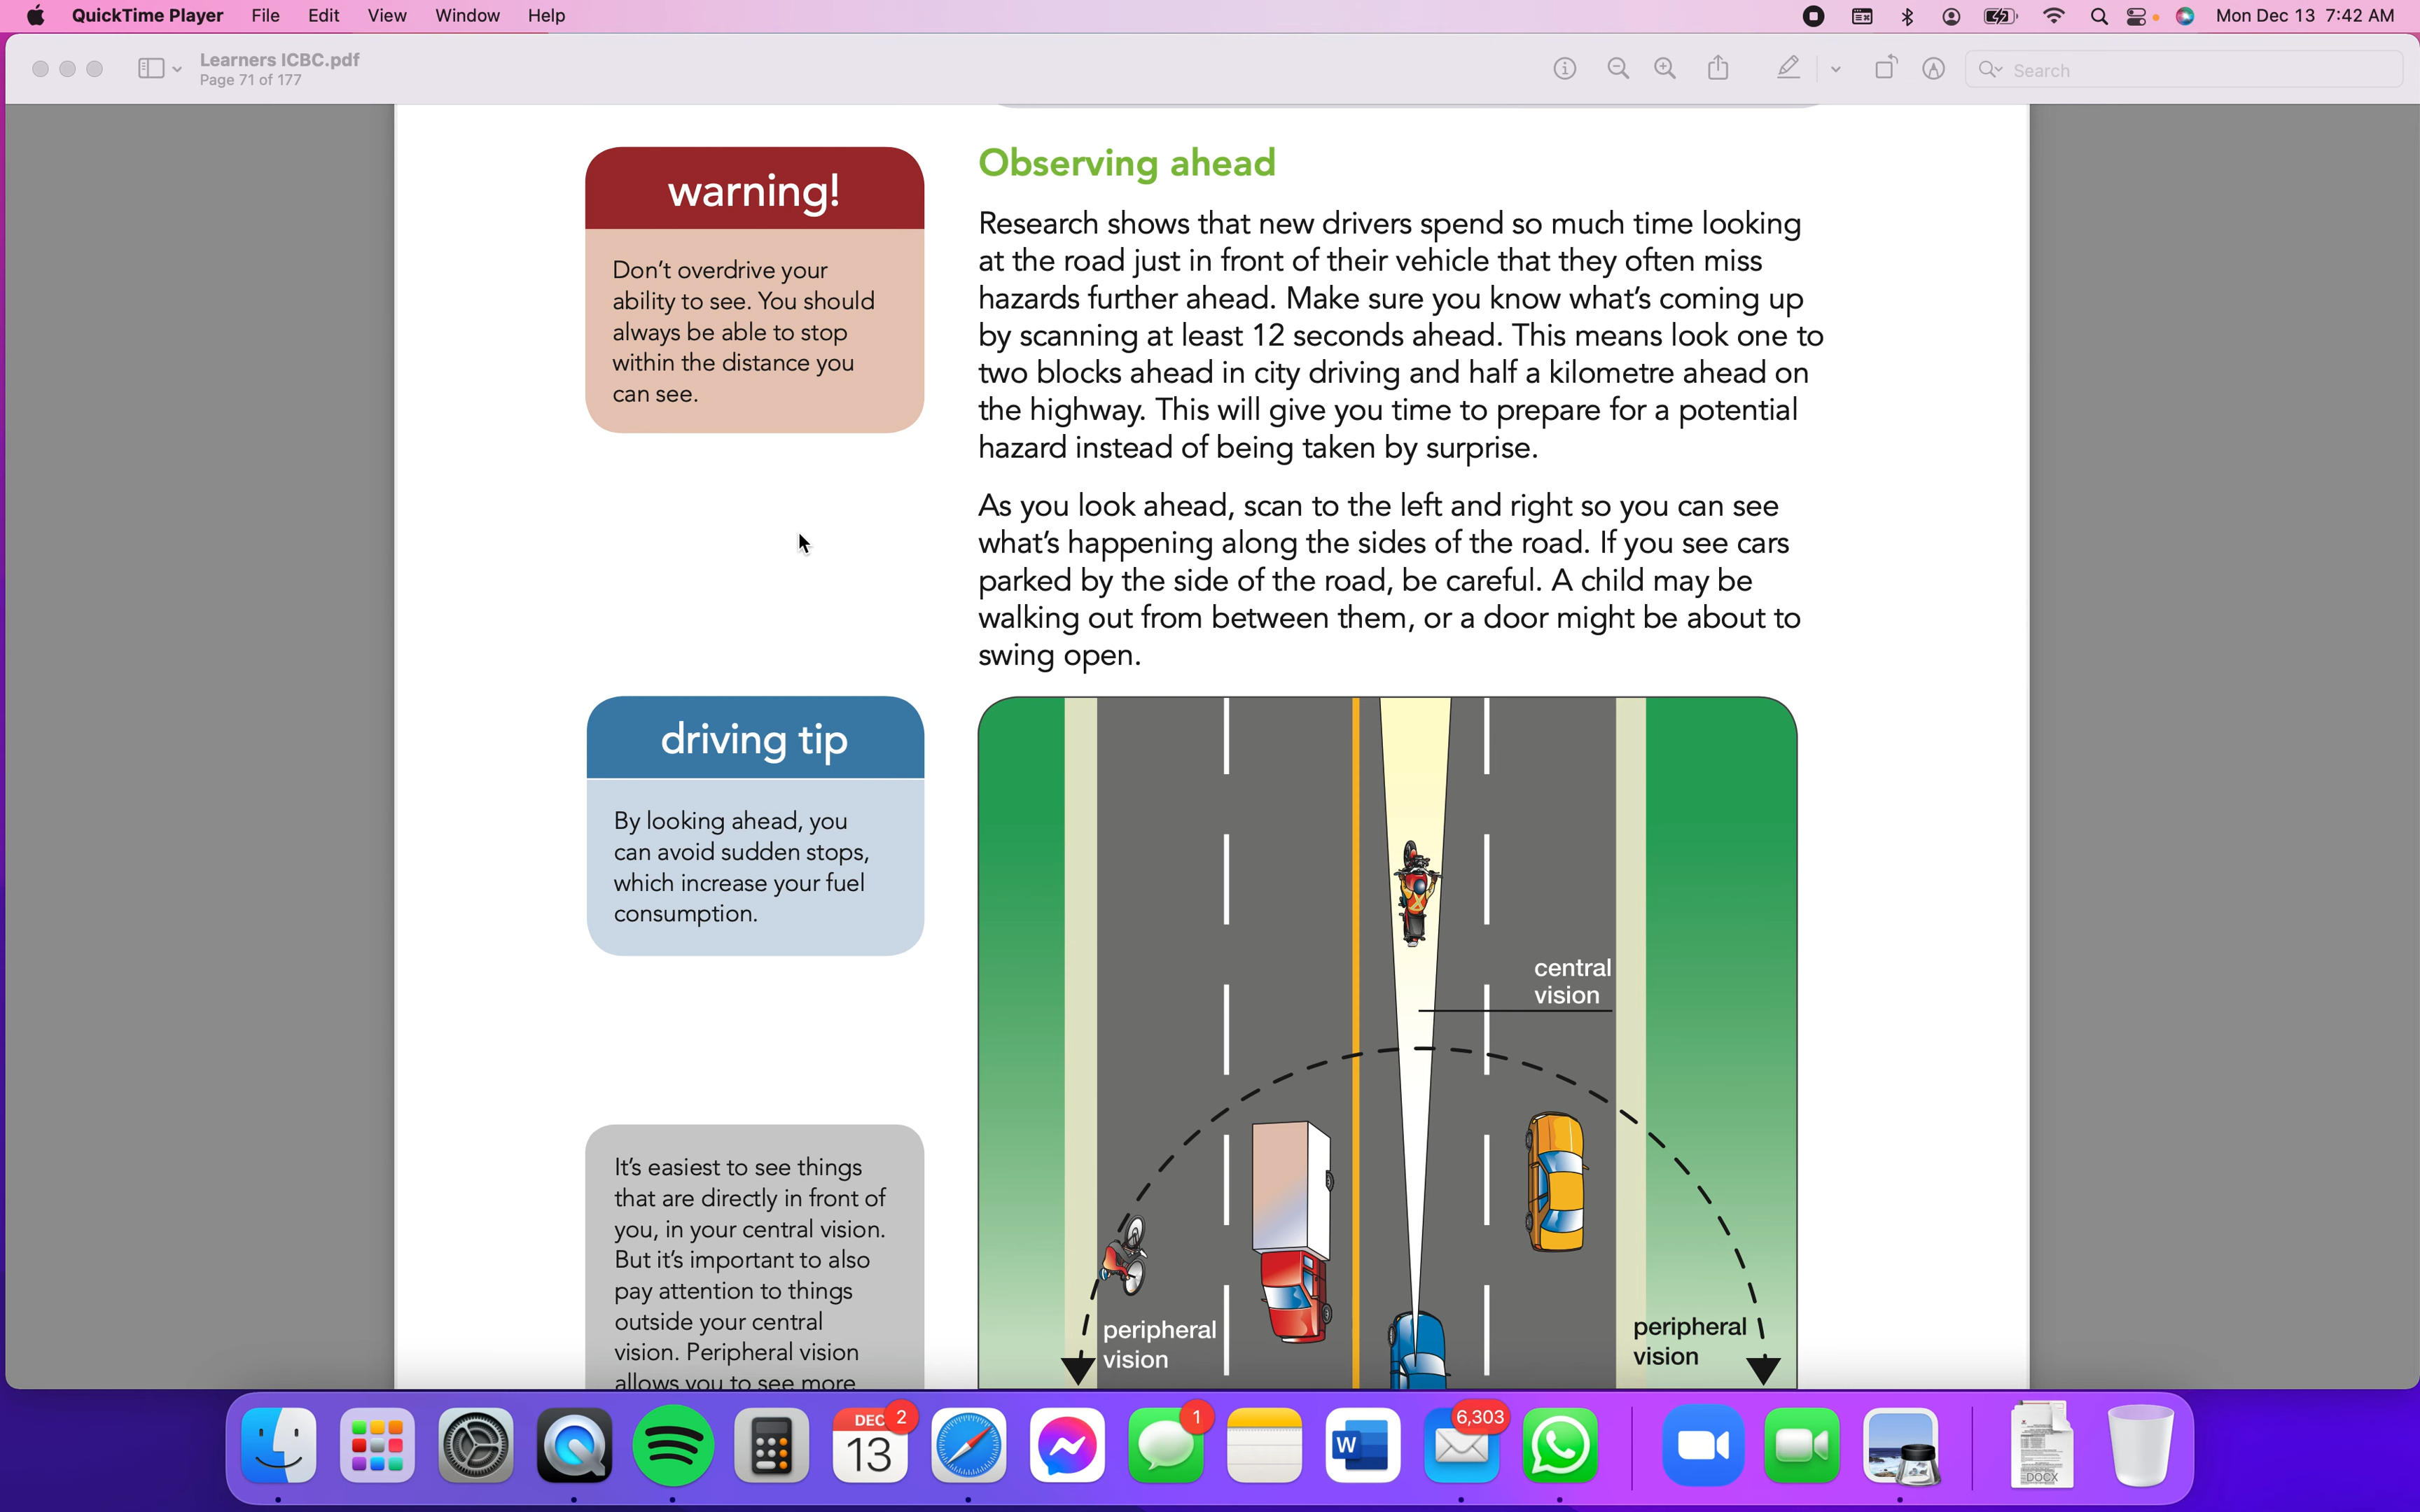 QuickTime Player File Edit View Window Help
Mon Dec 13 7:42 AM
Learners ICBC.pdf
Page 71 of 177
Search
warning!
Don't overdrive your
ability to see. You should
always be able to stop
within the distance you
can see.
Observing ahead
Research shows that new drivers spend so much time looking
at the road just in front of their vehicle that they often miss
hazards further ahead. Make sure you know what's coming up
by scanning at least 12 seconds ahead. This means look one to
two blocks ahead in city driving and half a kilometre ahead on
the highway. This will give you time to prepare for a potential
hazard instead of being taken by surprise.
As you look ahead, scan to the left and right so you can see
what's happening along the sides of the road. If you see cars
parked by the side of the road, be careful. A child may be
walking out from between them, or a door might be about to
swing open.
driving tip
By looking ahead, you
can avoid sudden stops,
which increase your fuel
consumption.
It's easiest to see things
that are directly in front of
you, in your central vision.
But it's important to also
pay attention to things
outside your central
vision. Peripheral vision
allows you to see more
central
vision
peripheral
vision
peripheral
vision
DEC
2
13
1
W
6,303
DOCX